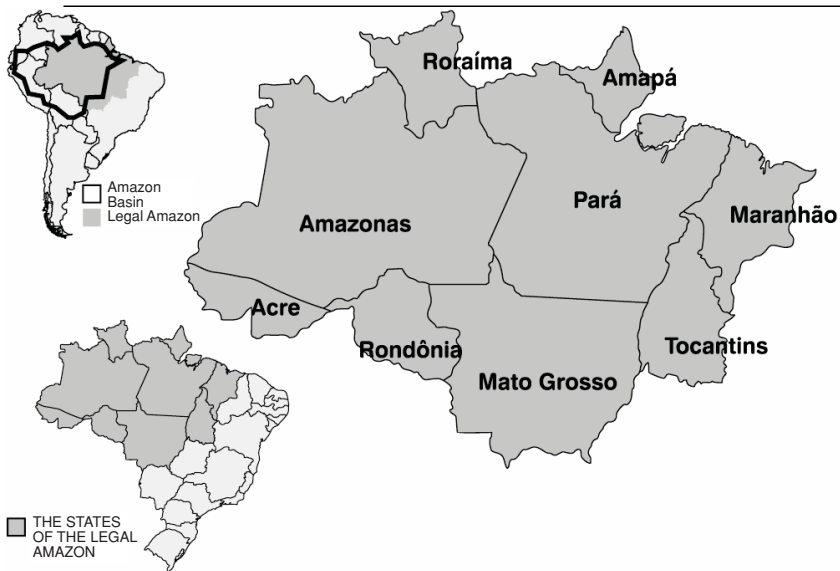 Roraíma
Amapá
Amazon
Basin
Legal Amazon
Pará
Maranhão
Amazonas
Acre
Rondônia
Tocantins
Mato Grosso
THE STATES
OF THE LEGAL
AMAZON